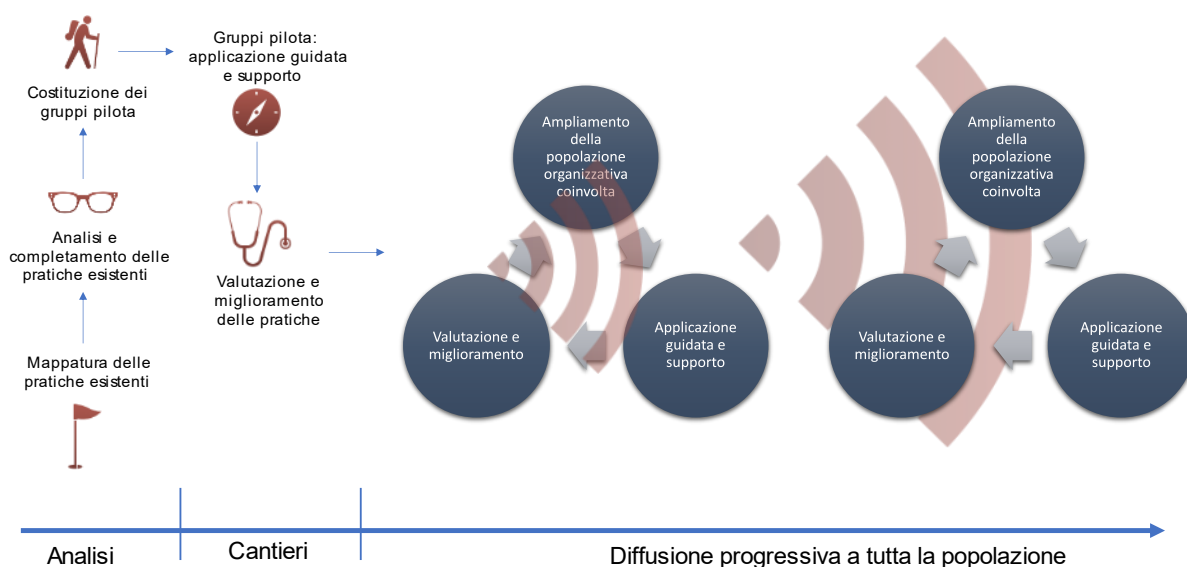 Costituzione dei
gruppi pilota
Gruppi pilota:
applicazione guidata
e supporto
Analisi e
completamento delle
pratiche esistenti
Valutazione e
miglioramento
delle pratiche
Mappatura delle
pratiche esistenti
Ampliamento
della
popolazione
organizzativa
coinvolta
Applicazione
guidata e
supporto
Valutazione e
miglioramento
Ampliamento
della
popolazione
organizzativa
coinvolta
Applicazione
guidata e
supporto
Valutazione e
miglioramento
Analisi
Cantieri
Diffusione progressiva a tutta la popolazione